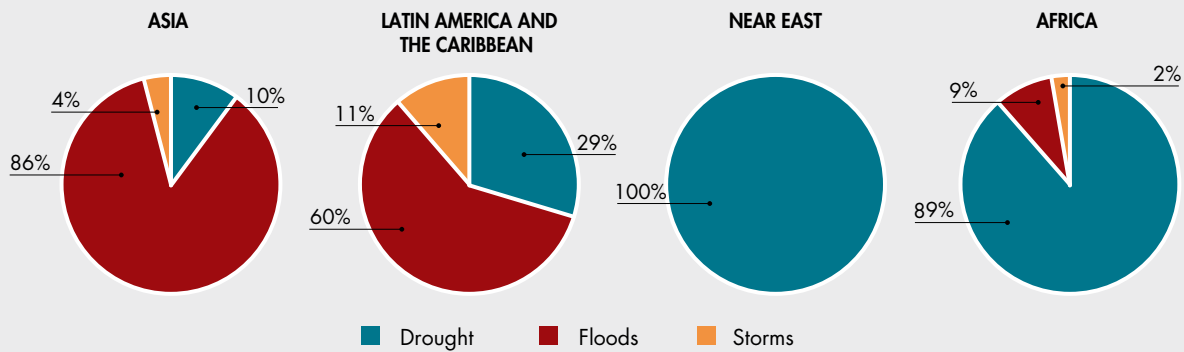 ASIA
4%
10%
86%
LATIN AMERICA AND
THE CARIBBEAN
11%
29%
60%
NEAR EAST
100%
AFRICA
9%
2%
89%
Drought
Floods
Storms